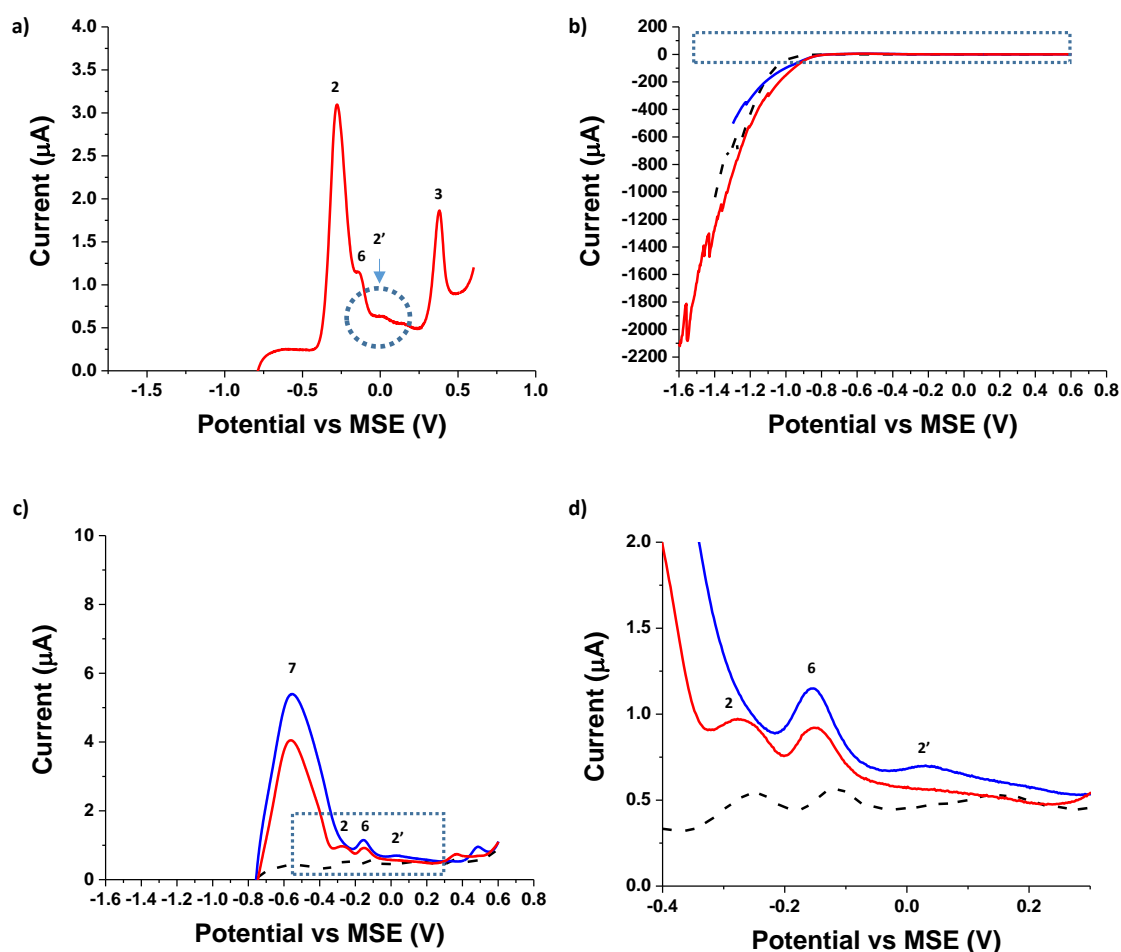 a)
4.0
3.5
3.0
2.5
2.0
1.5
1.0
0.5
0.0
Current (μA)
2
6
2'
3
-1.5 -1.0 -0.5 0.0 0.5 1.0
Potential vs MSE (V)
b)
200
0
-200
-400
-600
-800
-1000
-1200
-1400
-1600
-1800
-2000
-2200
Current (μA)
-1.6 -1.4 -1.2 -1.0 -0.8 -0.6 -0.4 -0.2 0.0 0.2 0.4 0.6 0.8
Potential vs MSE (V)
c)
10
8
6
4
2
0
Current (μA)
7
2 6 2'
-1.6 -1.4 -1.2 -1.0 -0.8 -0.6 -0.4 -0.2 0.0 0.2 0.4 0.6 0.8
Potential vs MSE (V)
d)
2.0
1.5
1.0
0.5
0.0
Current (μA)
6
2
2'
-0.4 -0.2 0.0 0.2
Potential vs MSE (V)